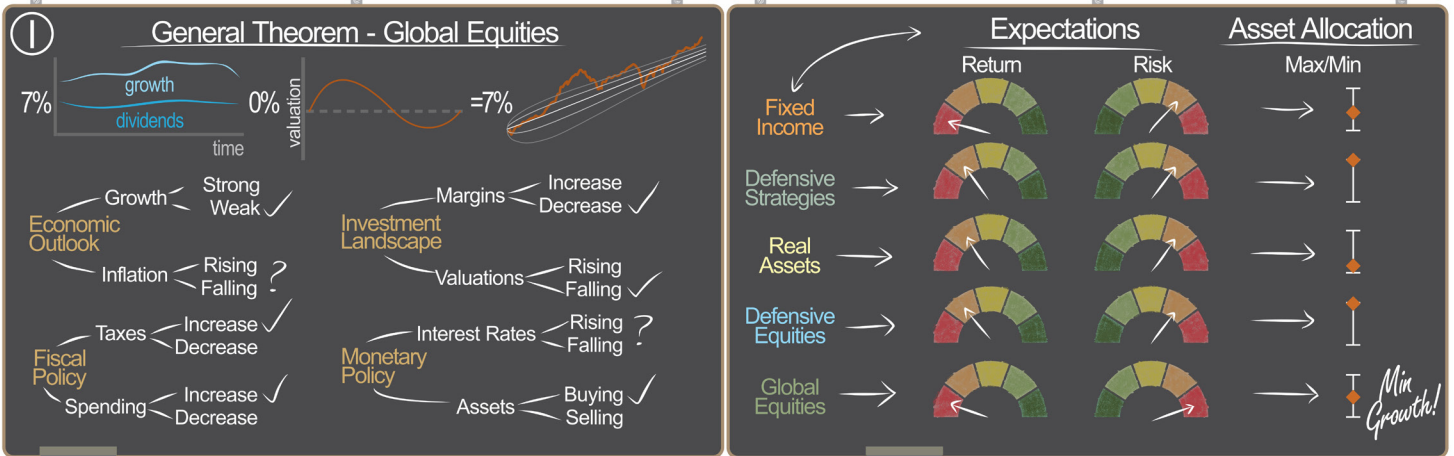 I
General Theorem - Global Equities
7%
growth
dividends
time
0%
valuation
=7%
Economic
Outlook
Growth
Strong
Weak
Inflation
Rising
Falling
?
Investment
Landscape
Margins
Increase
Decrease
Valuations
Rising
Falling
Fiscal
Policy
Taxes
Increase
Decrease
Spending
Increase
Decrease
Monetary
Policy
Interest Rates
Rising
Falling
?
Assets
Buying
Selling
Expectations
Return
Risk
Asset Allocation
Max/Min
Fixed
Income
Defensive
Strategies
Real
Assets
Defensive
Equities
Global
Equities
Min
Growth!